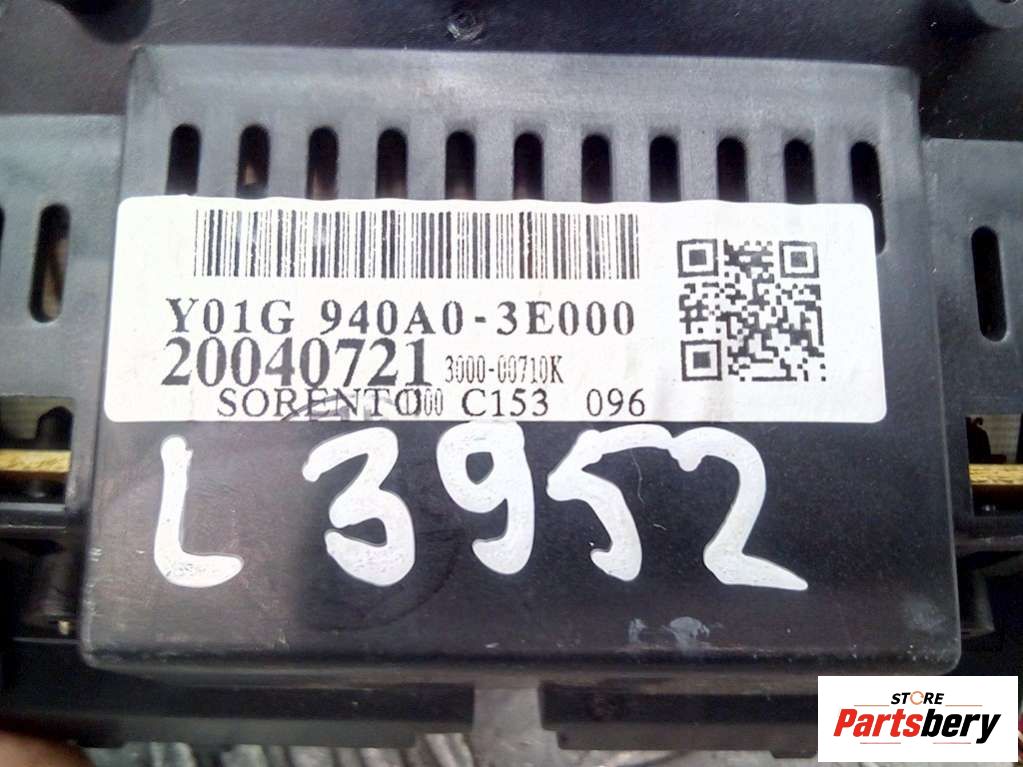 Y01G 940A0-3E000
20040721 3000-00710K
SORENTO C153 096
L 3952
STORE
Partsbery